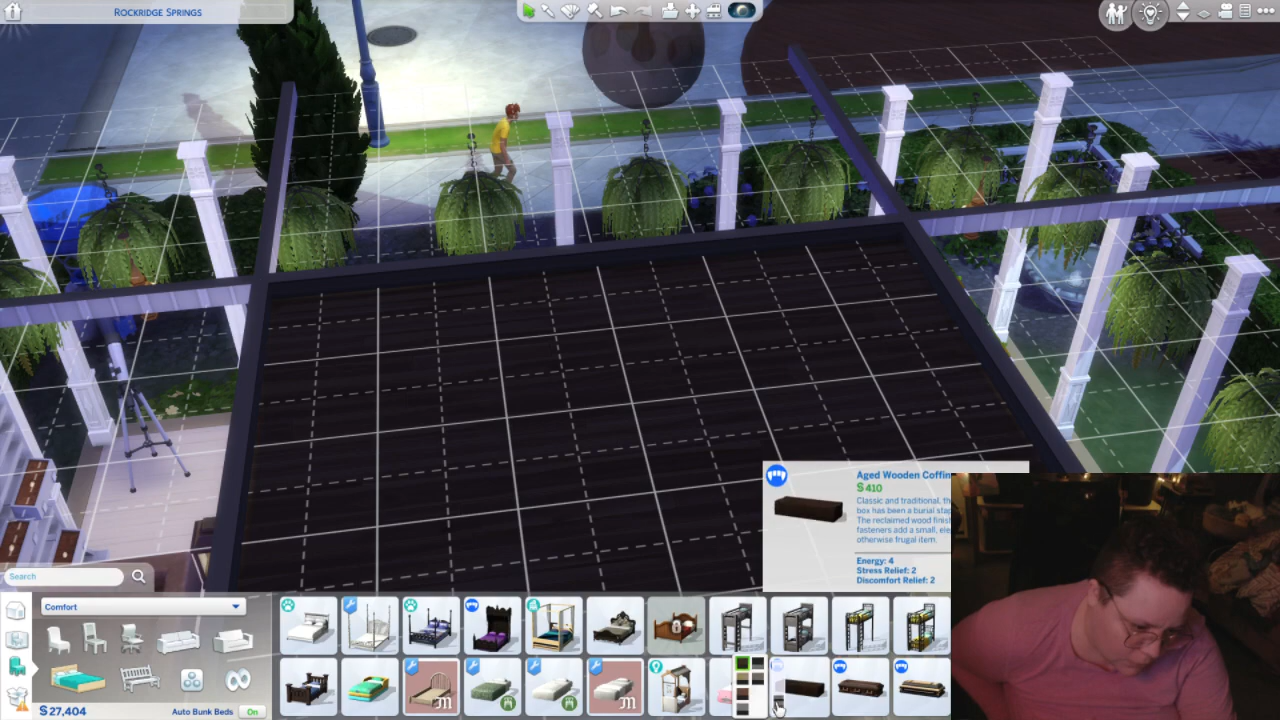 ROCKRIDGE SPRINGS
Aged Wooden Coffin
§410
Classic and traditional, th
box has been a burial stap
The reclaimed wood finis
fasteners add a small, ele
otherwise frugal item.
Energy: 4
Stress Relief: 2
Discomfort Relief: 2
Search
Comfort
§27,404
Auto Bunk Beds
On